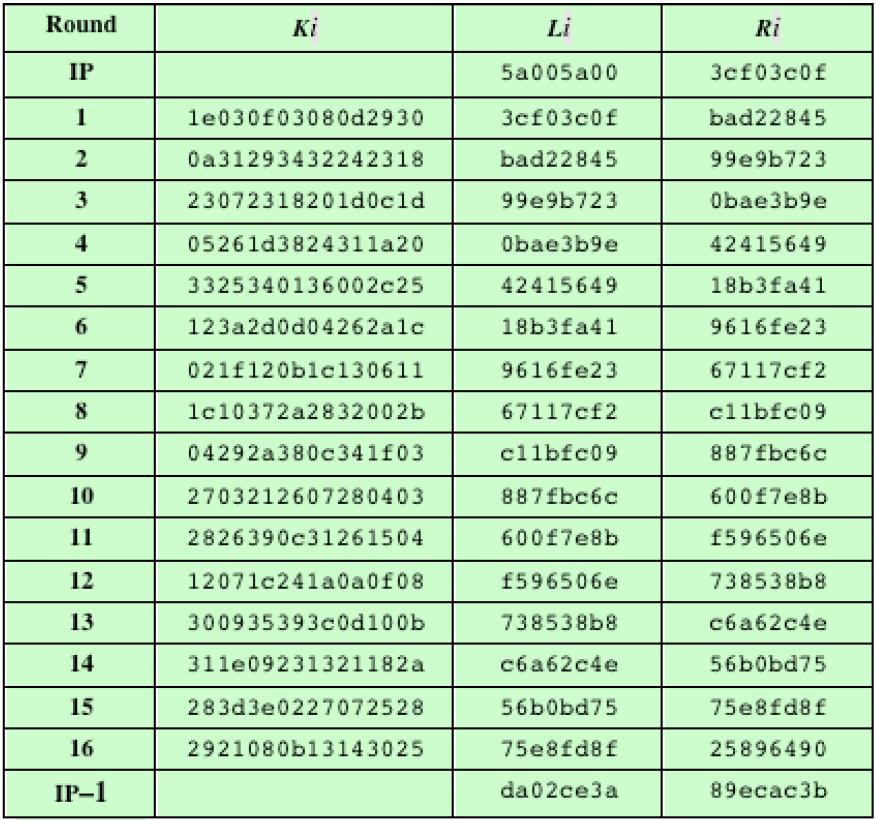 Round Ki Li Ri
IP 5a005a00 3cf03c0f
1 1e030f03080d2930 3cf03c0f bad22845
2 0a31293432242318 bad22845 99e9b723
3 23072318201d0c1d 99e9b723 0bae3b9e
4 05261d3824311a20 0bae3b9e 42415649
5 3325340136002c25 42415649 18b3fa41
6 123a2d0d04262a1c 18b3fa41 9616fe23
7 021f120b1c130611 9616fe23 67117cf2
8 1c10372a2832002b 67117cf2 c11bfc09
9 04292a380c341f03 c11bfc09 887fbc6c
10 2703212607280403 887fbc6c 600f7e8b
11 2826390c31261504 600f7e8b f596506e
12 12071c241a0a0f08 f596506e 738538b8
13 300935393c0d100b 738538b8 c6a62c4e
14 311e09231321182a c6a62c4e 56b0bd75
15 283d3e0227072528 56b0bd75 75e8fd8f
16 2921080b13143025 75e8fd8f 25896490
IP–1 da02ce3a 89ecac3b